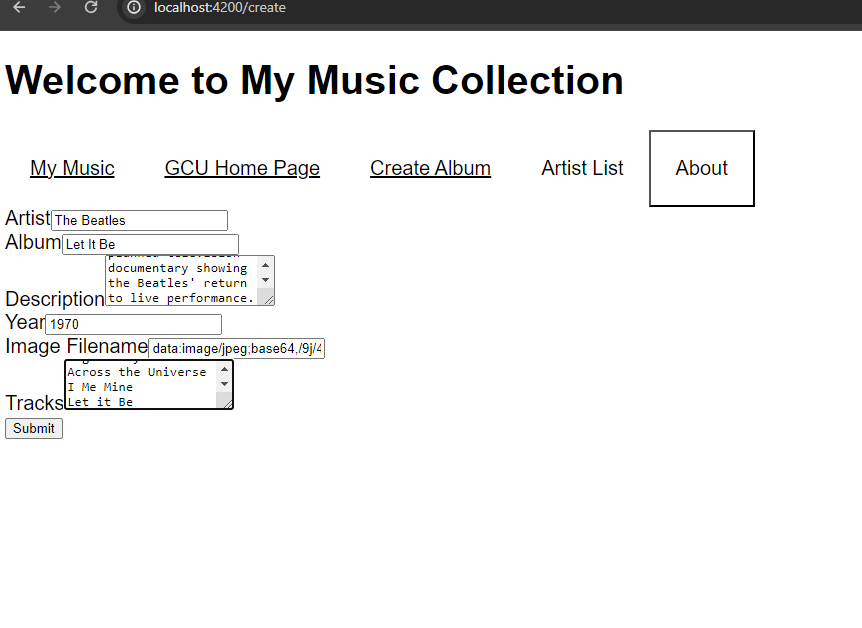 localhost:4200/create
Welcome to My Music Collection
My Music GCU Home Page Create Album Artist List About
Artist The Beatles
Album Let It Be
documentary showing
the Beatles' return
Description to live performance.
Year 1970
Image Filename data:image/jpeg;base64,/9j/4
Across the Universe
I Me Mine
Tracks Let it Be
Submit